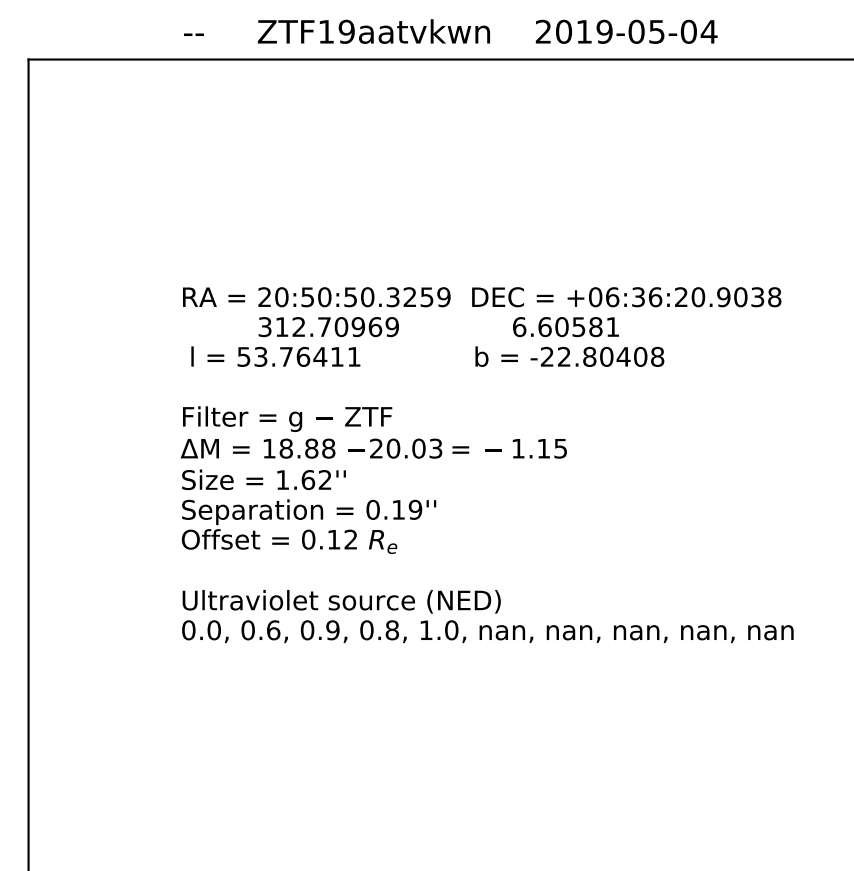 -- ZTF19aatvkwn 2019-05-04
RA = 20:50:50.3259 DEC = +06:36:20.9038
312.70969 6.60581
l = 53.76411 b = -22.80408
Filter = g − ZTF
ΔM = 18.88 −20.03 = − 1.15
Size = 1.62''
Separation = 0.19''
Offset = 0.12 Re
Ultraviolet source (NED)
0.0, 0.6, 0.9, 0.8, 1.0, nan, nan, nan, nan, nan